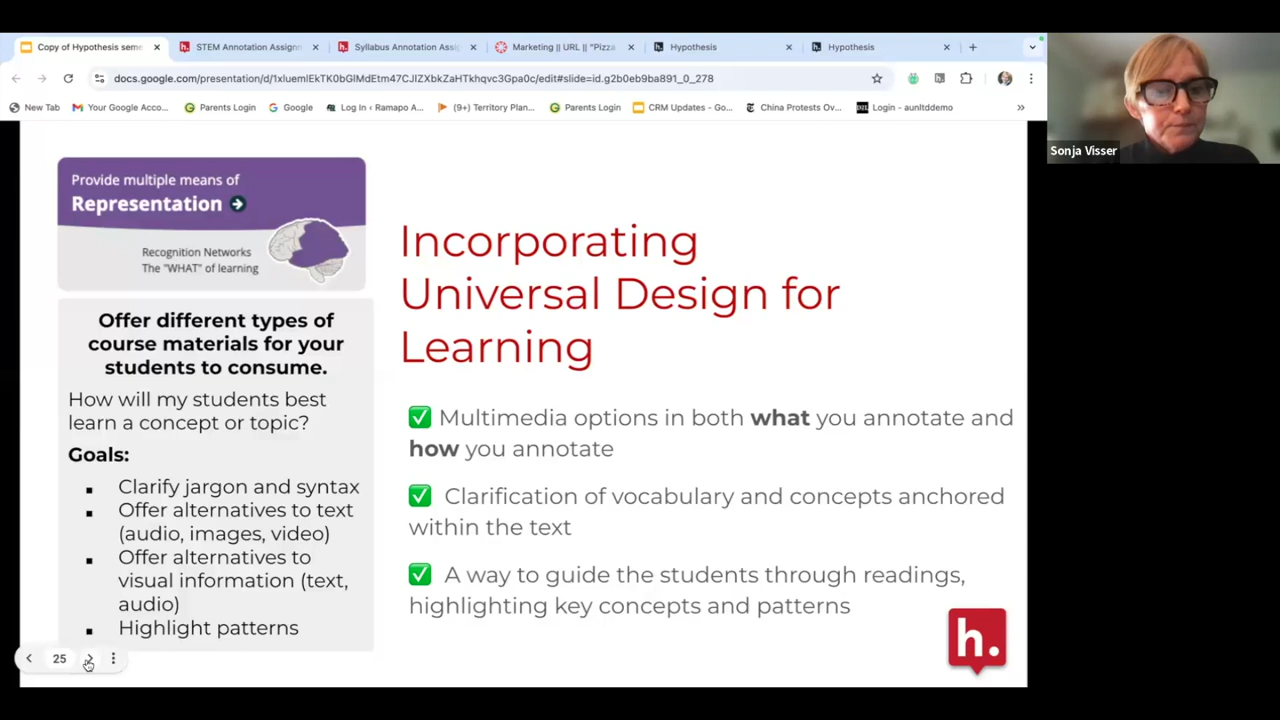 Copy of Hypothesis seme
STEM Annotation Assignm
Syllabus Annotation Assig
Marketing || URL || "Pizza
Hypothesis
Hypothesis
docs.google.com/presentation/d/1xluemlEkTK0bGlMdEtm47CJIZXbkZaHTkhqvc3Gpa0c/edit#slide=id.g2b0eb9ba891_0_278
New Tab
Your Google Acco...
Parents Login
Google
Log In ‹ Ramapo A...
(9+) Territory Plan...
Parents Login
CRM Updates - Go...
China Protests Ov...
Login - aunltddemo
Sonja Visser
Provide multiple means of
Representation
Recognition Networks
The "WHAT" of learning
Offer different types of
course materials for your
students to consume.
How will my students best
learn a concept or topic?
Goals:
Clarify jargon and syntax
Offer alternatives to text
(audio, images, video)
Offer alternatives to
visual information (text,
audio)
Highlight patterns
Incorporating
Universal Design for
Learning
Multimedia options in both what you annotate and
how you annotate
Clarification of vocabulary and concepts anchored
within the text
A way to guide the students through readings,
highlighting key concepts and patterns
h.
25